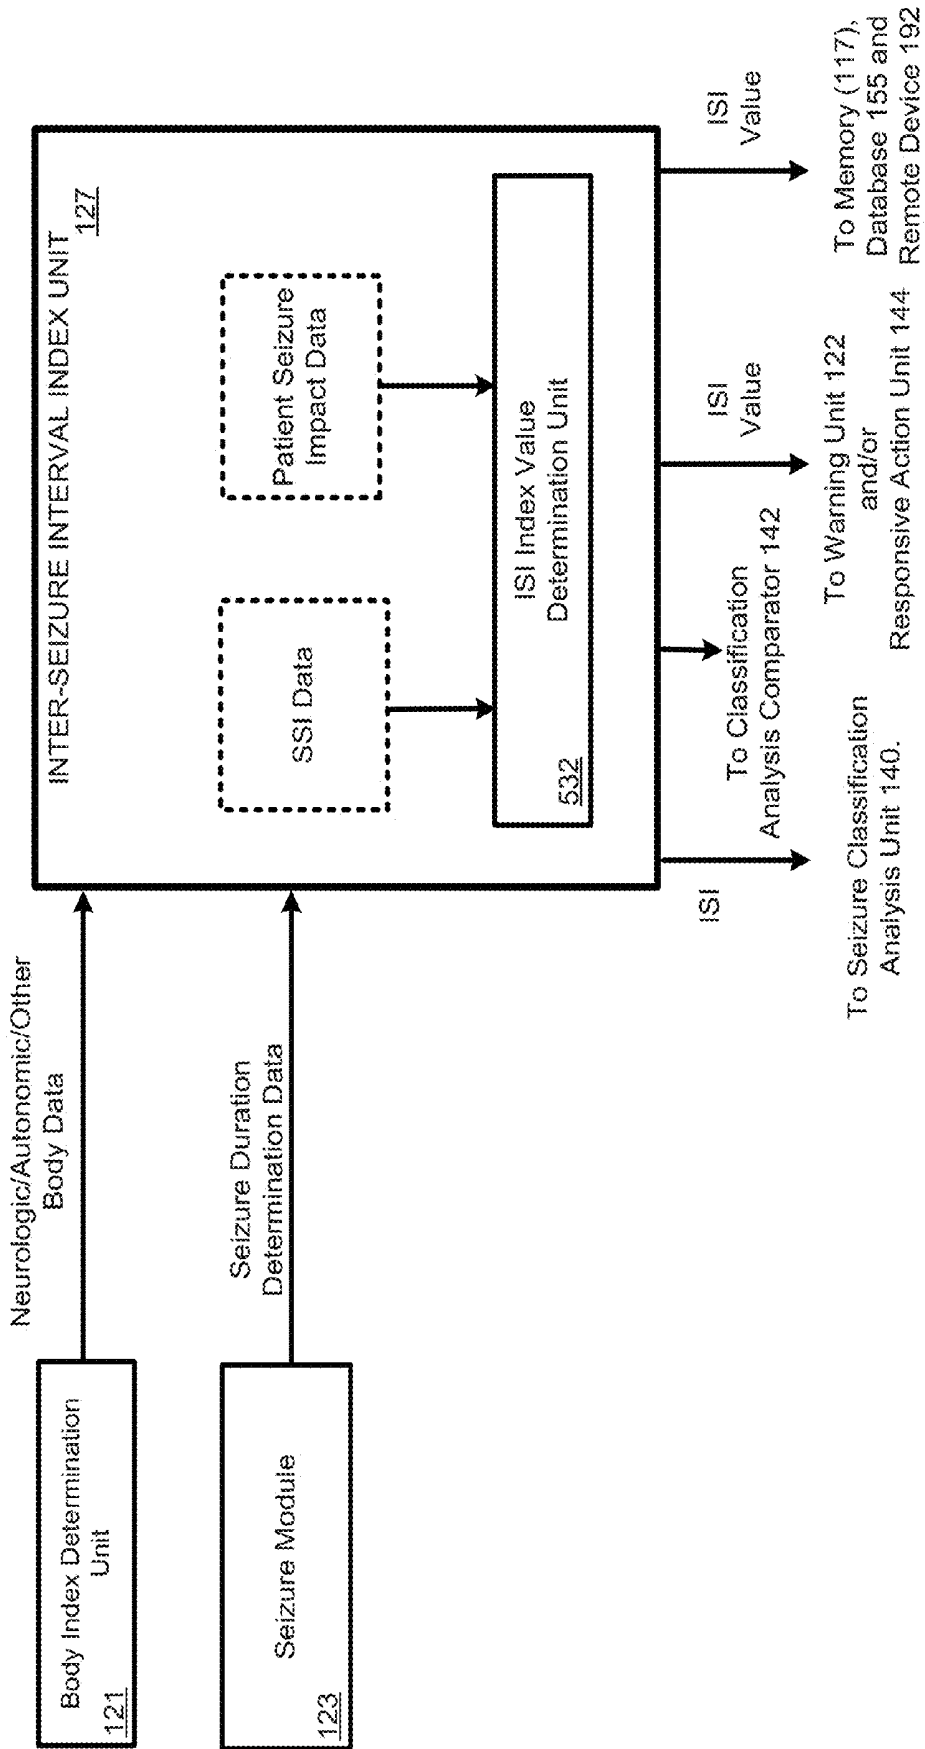 Body Index Determination
Unit
121
Neurologic/Autonomic/Other
Body Data
Seizure Module
123
Seizure Duration
Determination Data
INTER-SEIZURE INTERVAL INDEX UNIT
127
SSI Data
Patient Seizure
Impact Data
ISI Index Value
Determination Unit
532
ISI
To Seizure Classification
Analysis Unit 140.
To Classification
Analysis Comparator 142
ISI
Value
To Warning Unit 122
and/or
Responsive Action Unit 144
ISI
Value
To Memory (117),
Database 155 and
Remote Device 192